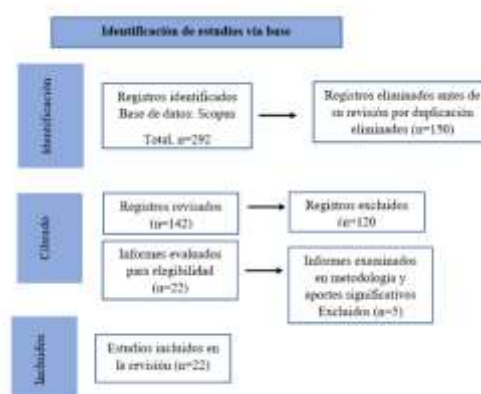 Identificación de estudios vía base
Identificación
Registros identificados
Base de datos: Scopus
Total, n=292
Registros eliminados antes de
su revisión por duplicación
eliminados (n=150)
Cribado
Registros revisados
(n=142)
Registros excluidos
(n=120
Informes evaluados
para elegibilidad
(n=22)
Informes examinados
en metodología y
aportes significativos
Excluidos (n=5)
Incluidos
Estudios incluidos en
la revisión (n=22)